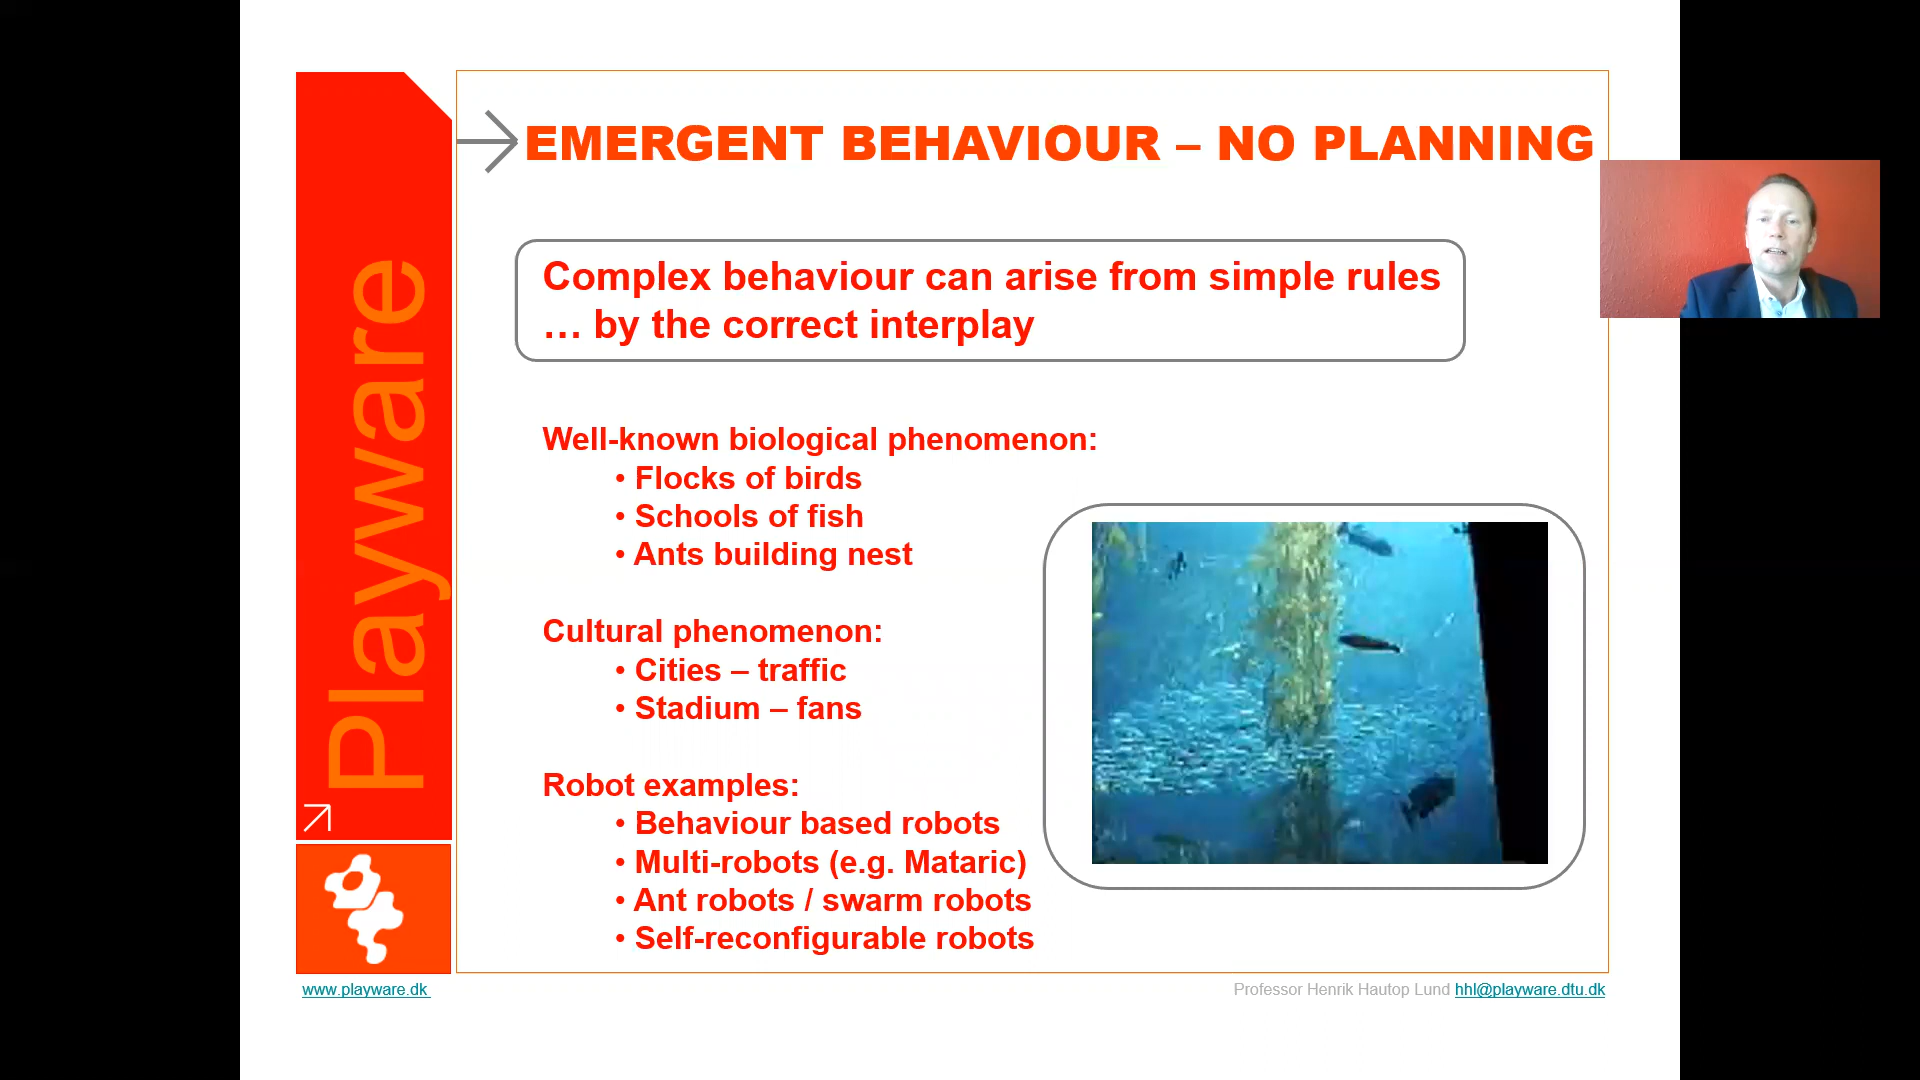 EMERGENT BEHAVIOUR – NO PLANNING
Complex behaviour can arise from simple rules
… by the correct interplay
Well-known biological phenomenon:
• Flocks of birds
• Schools of fish
• Ants building nest
Cultural phenomenon:
• Cities – traffic
• Stadium – fans
Robot examples:
• Behaviour based robots
• Multi-robots (e.g. Mataric)
• Ant robots / swarm robots
• Self-reconfigurable robots
Playware
www.playware.dk
Professor Henrik Hautop Lund hhl@playware.dtu.dk